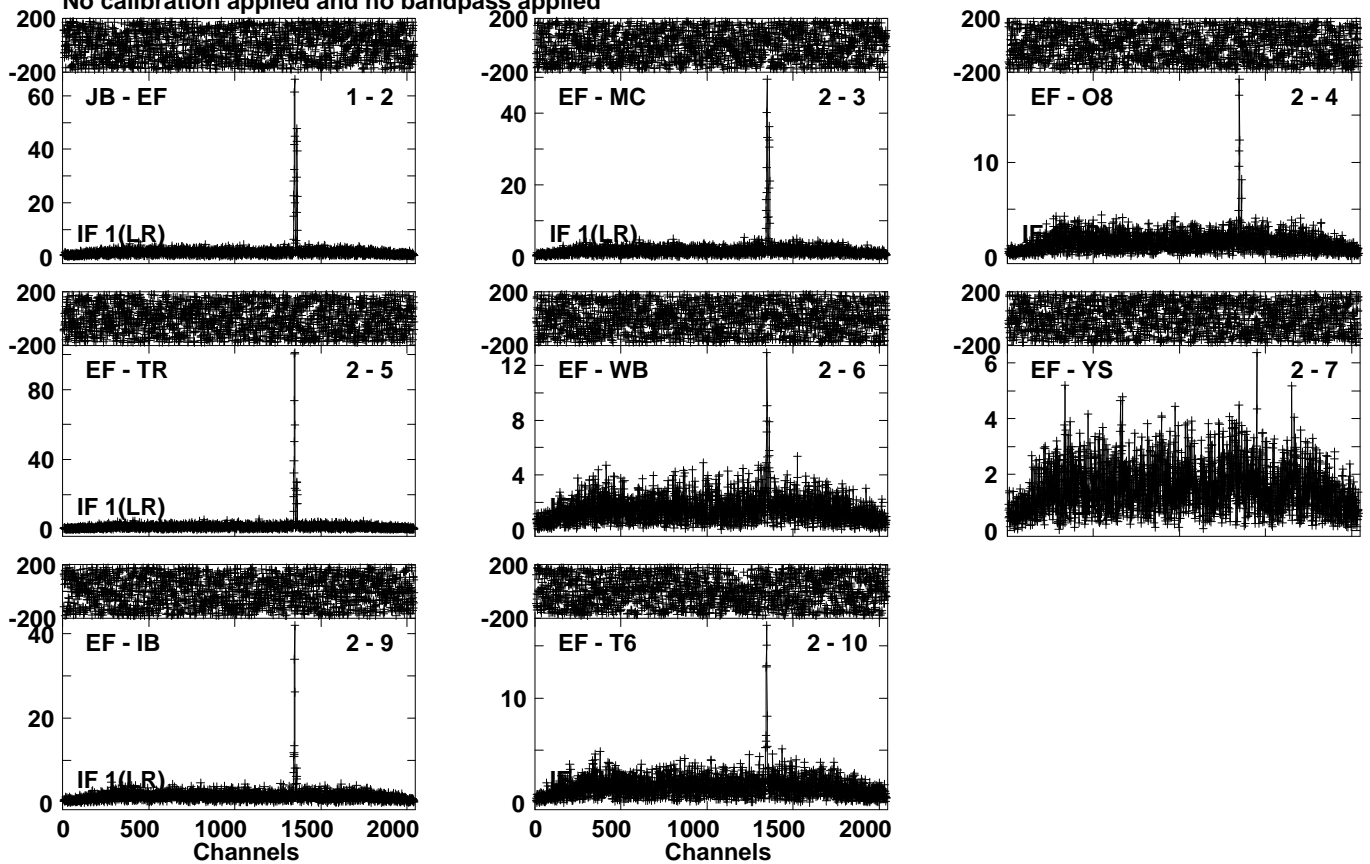 No calibration applied and no bandpass applied
200
-200
JB - EF 1 - 2
60
40
20
0
IF 1(LR)
200
-200
EF - MC 2 - 3
40
20
0
IF 1(LR)
200
-200
EF - O8 2 - 4
10
0
200
-200
EF - TR 2 - 5
80
40
0
IF 1(LR)
200
-200
EF - WB 2 - 6
12
8
4
0
200
-200
EF - YS 2 - 7
6
4
2
0
200
-200
EF - IB 2 - 9
40
20
0
IF 1(LR)
0 500 1000 1500 2000
Channels
200
-200
EF - T6 2 - 10
10
0
0 500 1000 1500 2000
Channels